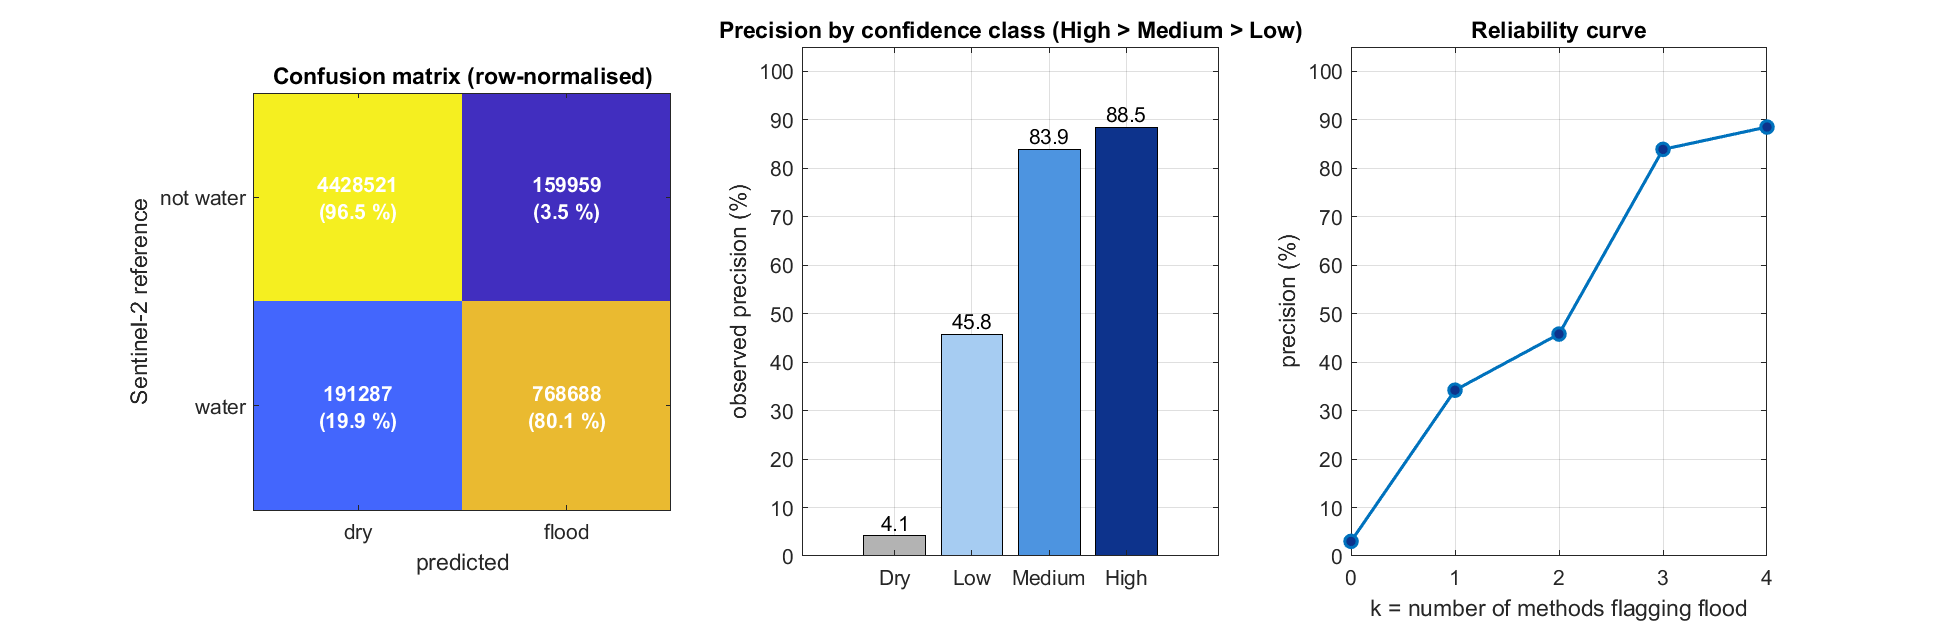 Confusion matrix (row-normalised)
Sentinel-2 reference
not water
water
4428521
(96.5 %)
159959
(3.5 %)
191287
(19.9 %)
768688
(80.1 %)
dry
flood
predicted
Precision by confidence class (High > Medium > Low)
observed precision (%)
100
90
80
70
60
50
40
30
20
10
0
4.1
45.8
83.9
88.5
Dry
Low
Medium
High
Reliability curve
precision (%)
100
90
80
70
60
50
40
30
20
10
0
0
1
2
3
4
k = number of methods flagging flood